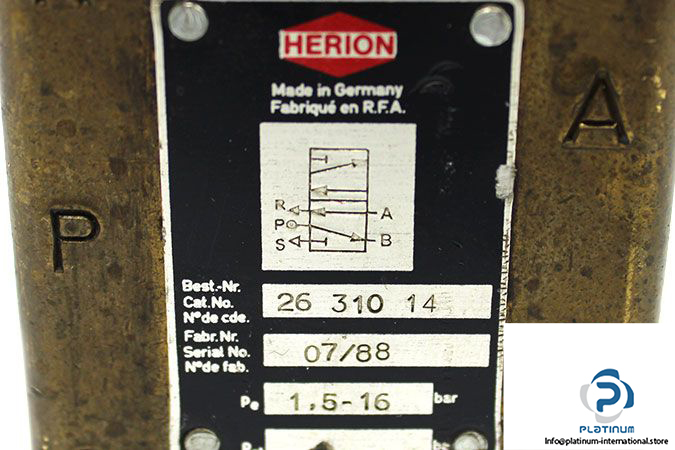 HERION
Made in Germany
Fabriqué en R.F.A.
A
P
R
A
P
B
S
Best.-Nr.
Cat.No.
N° de cde.
26 310 14
Fabr.Nr.
Serial No.
N° de fab.
07/88
Pe 1,5-16 bar
PLATINUM
info@platinum-international.store